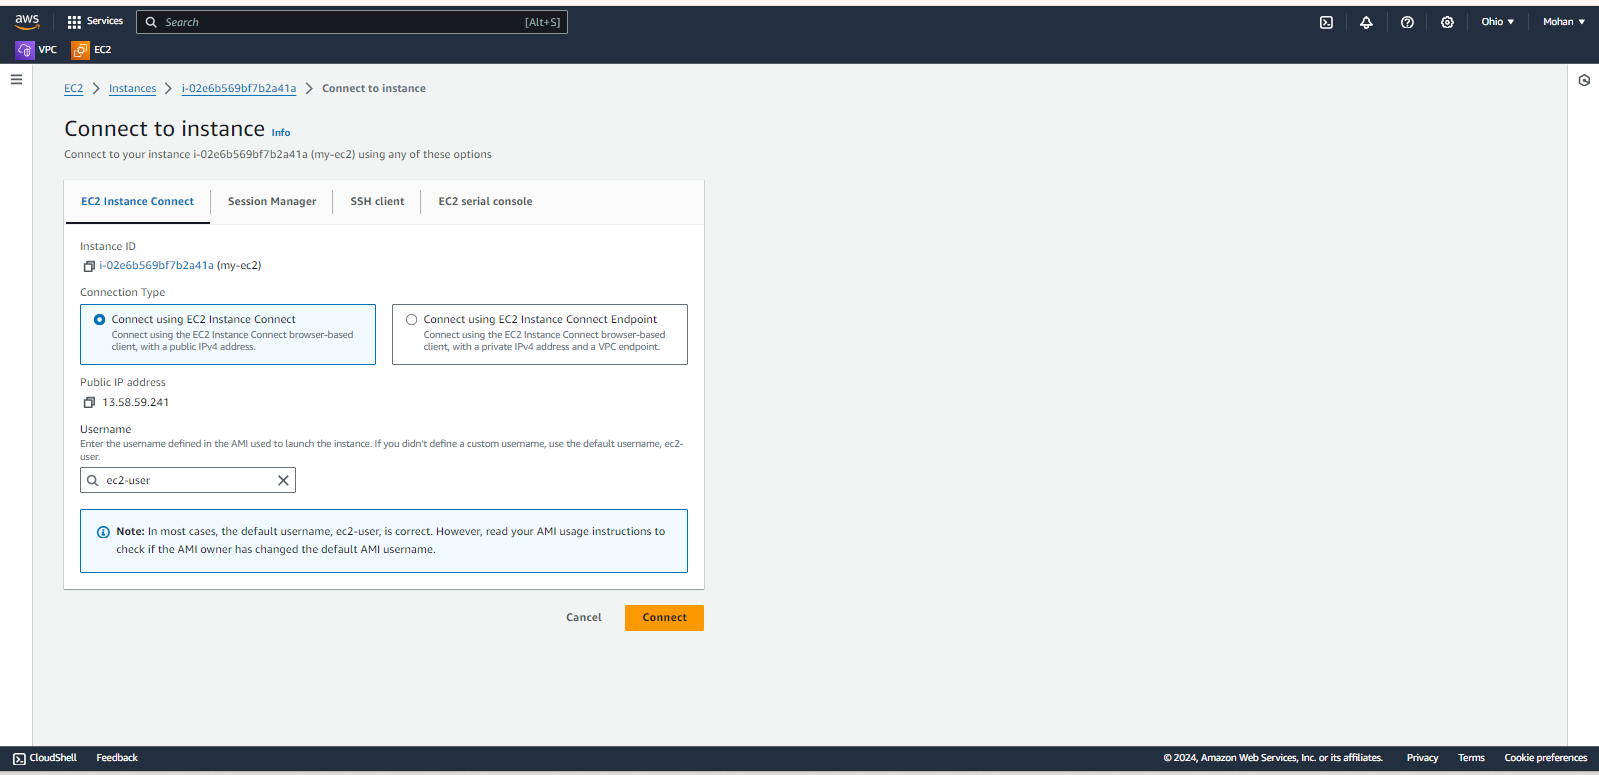 aws Services Search [Alt+S] Ohio Mohan
VPC EC2
EC2 Instances i-02e6b569bf7b2a41a Connect to instance
Connect to instance Info
Connect to your instance i-02e6b569bf7b2a41a (my-ec2) using any of these options
EC2 Instance Connect Session Manager SSH client EC2 serial console
Instance ID
i-02e6b569bf7b2a41a (my-ec2)
Connection Type
Connect using EC2 Instance Connect
Connect using the EC2 Instance Connect browser-based
client, with a public IPv4 address.
Connect using EC2 Instance Connect Endpoint
Connect using the EC2 Instance Connect browser-based
client, with a private IPv4 address and a VPC endpoint.
Public IP address
13.58.59.241
Username
Enter the username defined in the AMI used to launch the instance. If you didn't define a custom username, use the default username, ec2-
user.
ec2-user
Note: In most cases, the default username, ec2-user, is correct. However, read your AMI usage instructions to
check if the AMI owner has changed the default AMI username.
Cancel Connect
CloudShell Feedback © 2024, Amazon Web Services, Inc. or its affiliates. Privacy Terms Cookie preferences